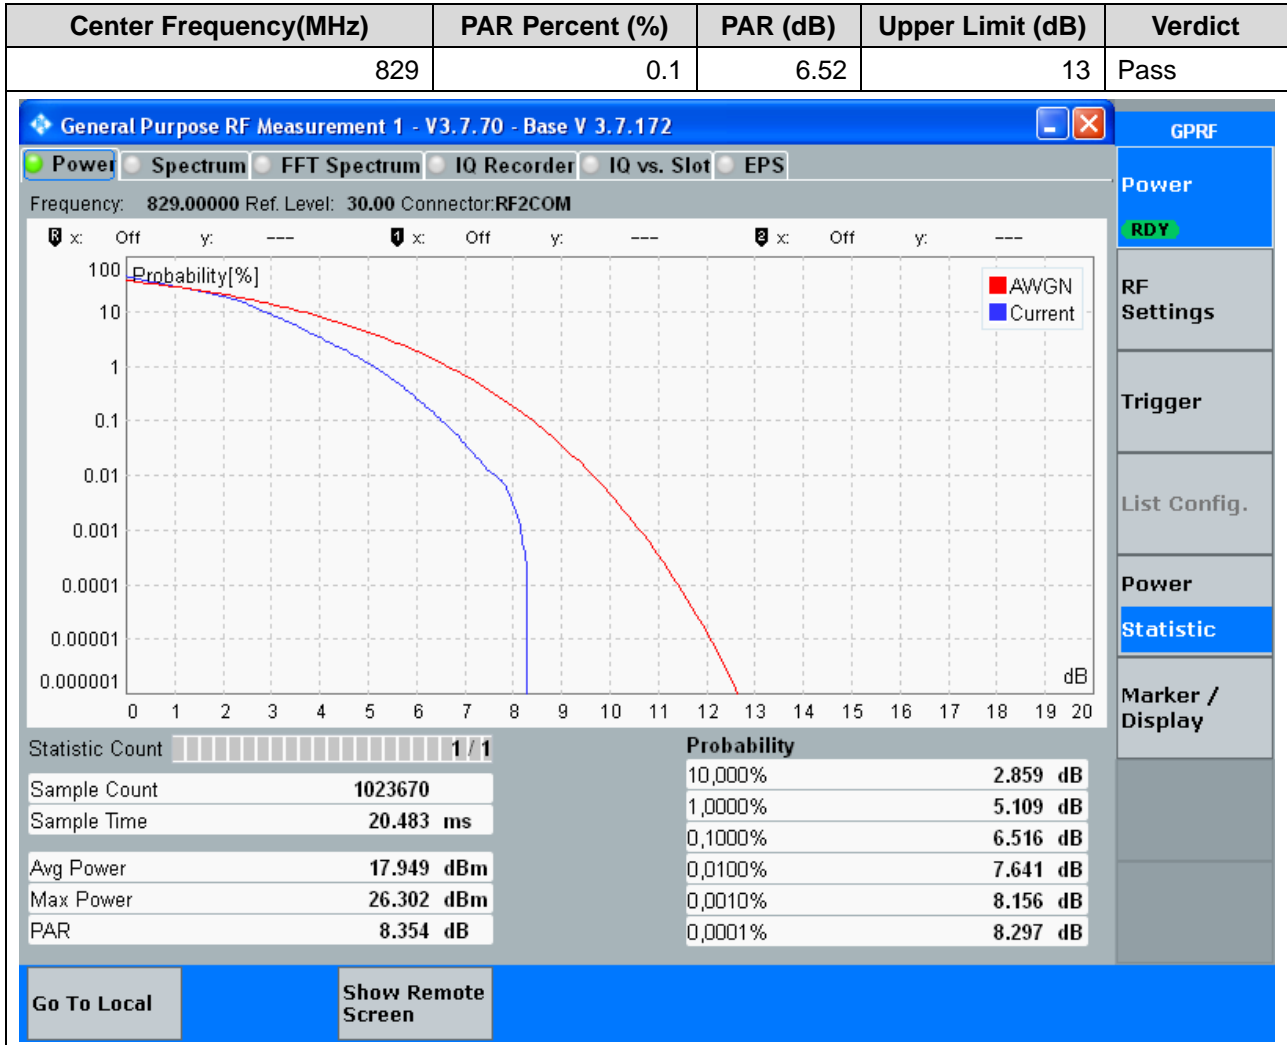 Center Frequency(MHz) PAR Percent (%) PAR (dB) Upper Limit (dB) Verdict
829 0.1 6.52 13 Pass
General Purpose RF Measurement 1 - V3.7.70 - Base V 3.7.172
GPRF
Power Spectrum FFT Spectrum IQ Recorder IQ vs. Slot EPS
Power
RDY
Frequency: 829.00000 Ref. Level: 30.00 Connector:RF2COM
R x: Off y: --- 1 x: Off y: --- 2 x: Off y: ---
Probability[%]
100
10
1
0.1
0.01
0.001
0.0001
0.00001
0.000001
AWGN
Current
dB
0 1 2 3 4 5 6 7 8 9 10 11 12 13 14 15 16 17 18 19 20
RF
Settings
Trigger
List Config.
Power
Statistic
Marker /
Display
Statistic Count 1 / 1
Sample Count 1023670
Sample Time 20.483 ms
Avg Power 17.949 dBm
Max Power 26.302 dBm
PAR 8.354 dB
Probability
10,000% 2.859 dB
1,0000% 5.109 dB
0,1000% 6.516 dB
0,0100% 7.641 dB
0,0010% 8.156 dB
0,0001% 8.297 dB
Go To Local
Show Remote
Screen